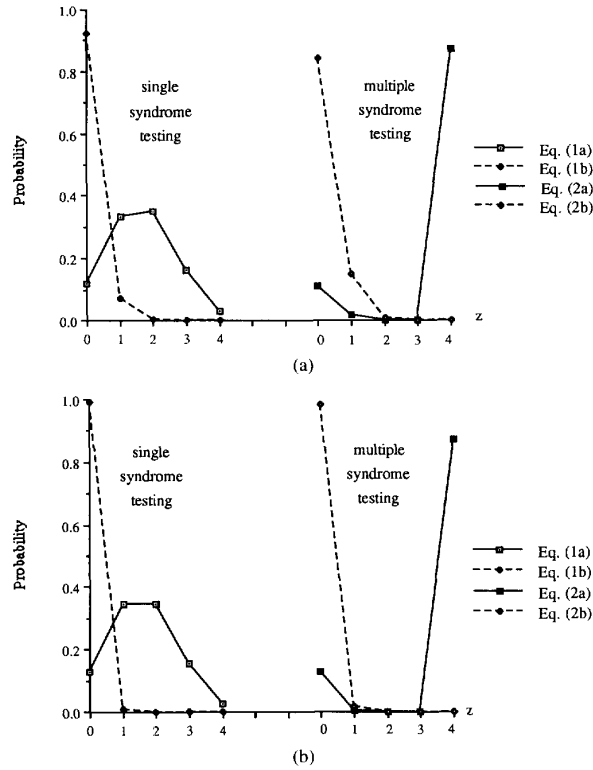 1.0
0.8
0.6
0.4
0.2
0.0
Probability
single
syndrome
testing
multiple
syndrome
testing
Eq. (1a)
Eq. (1b)
Eq. (2a)
Eq. (2b)
0 1 2 3 4 0 1 2 3 4 z
(a)
1.0
0.8
0.6
0.4
0.2
0.0
Probability
single
syndrome
testing
multiple
syndrome
testing
Eq. (1a)
Eq. (1b)
Eq. (2a)
Eq. (2b)
0 1 2 3 4 0 1 2 3 4 z
(b)